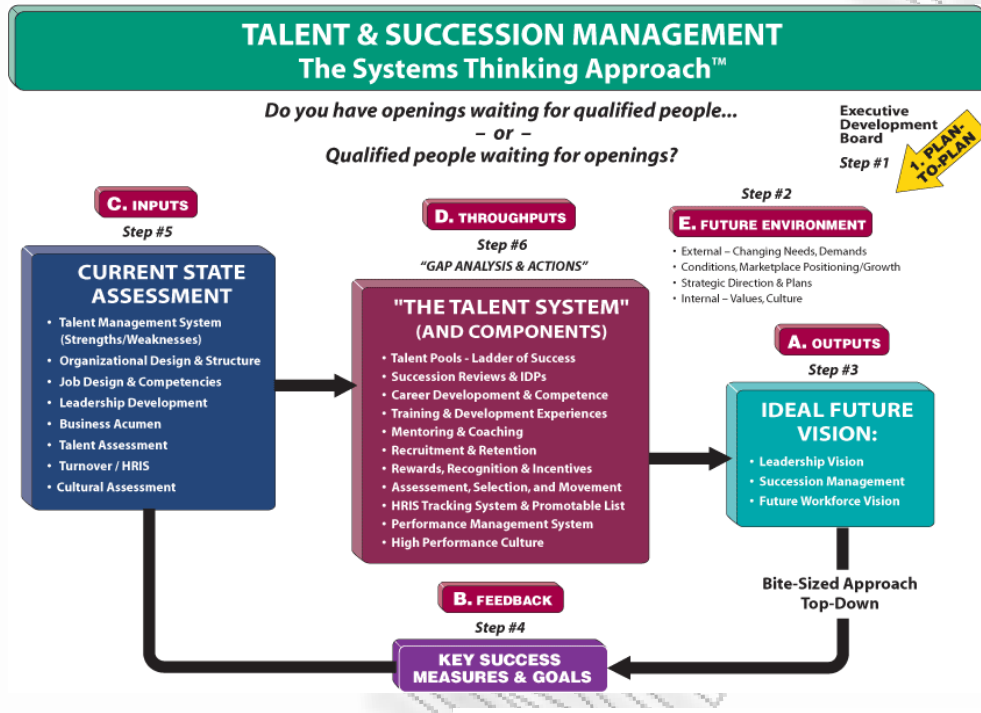 TALENT & SUCCESSION MANAGEMENT
The Systems Thinking Approach™
Do you have openings waiting for qualified people...
– or –
Qualified people waiting for openings?
Executive
Development
Board
Step #1
1. PLAN-
TO-PLAN
C. INPUTS
Step #5
CURRENT STATE
ASSESSMENT
• Talent Management System
(Strengths/Weaknesses)
• Organizational Design & Structure
• Job Design & Competencies
• Leadership Development
• Business Acumen
• Talent Assessment
• Turnover / HRIS
• Cultural Assessment
D. THROUGHPUTS
Step #6
"GAP ANALYSIS & ACTIONS"
"THE TALENT SYSTEM"
(AND COMPONENTS)
• Talent Pools - Ladder of Success
• Succession Reviews & IDPs
• Career Developoment & Competence
• Training & Development Experiences
• Mentoring & Coaching
• Recruitment & Retention
• Rewards, Recognition & Incentives
• Assessement, Selection, and Movement
• HRIS Tracking System & Promotable List
• Performance Management System
• High Performance Culture
Step #2
E. FUTURE ENVIRONMENT
• External – Changing Needs, Demands
• Conditions, Marketplace Positioning/Growth
• Strategic Direction & Plans
• Internal – Values, Culture
A. OUTPUTS
Step #3
IDEAL FUTURE
VISION:
• Leadership Vision
• Succession Management
• Future Workforce Vision
Bite-Sized Approach
Top-Down
B. FEEDBACK
Step #4
KEY SUCCESS
MEASURES & GOALS